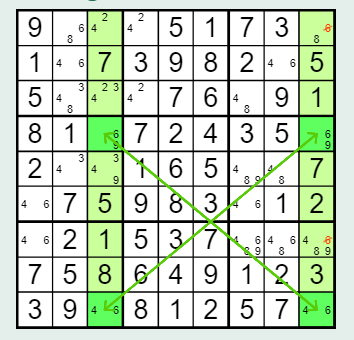 9 6 8 2 4 2 4 5 1 7 3 6 8
1 4 6 7 3 9 8 2 4 6 5
5 3 4 8 2 3 4 2 4 7 6 4 8 9 1
8 1 6 9 7 2 4 3 5 6 9
2 3 4 3 4 9 1 6 5 4 8 9 4 8 7
4 6 7 5 9 8 3 4 6 1 2
4 6 2 1 5 3 7 4 6 8 9 4 6 8 4 6 8 9
7 5 8 6 4 9 1 2 3
3 9 4 6 8 1 2 5 7 4 6